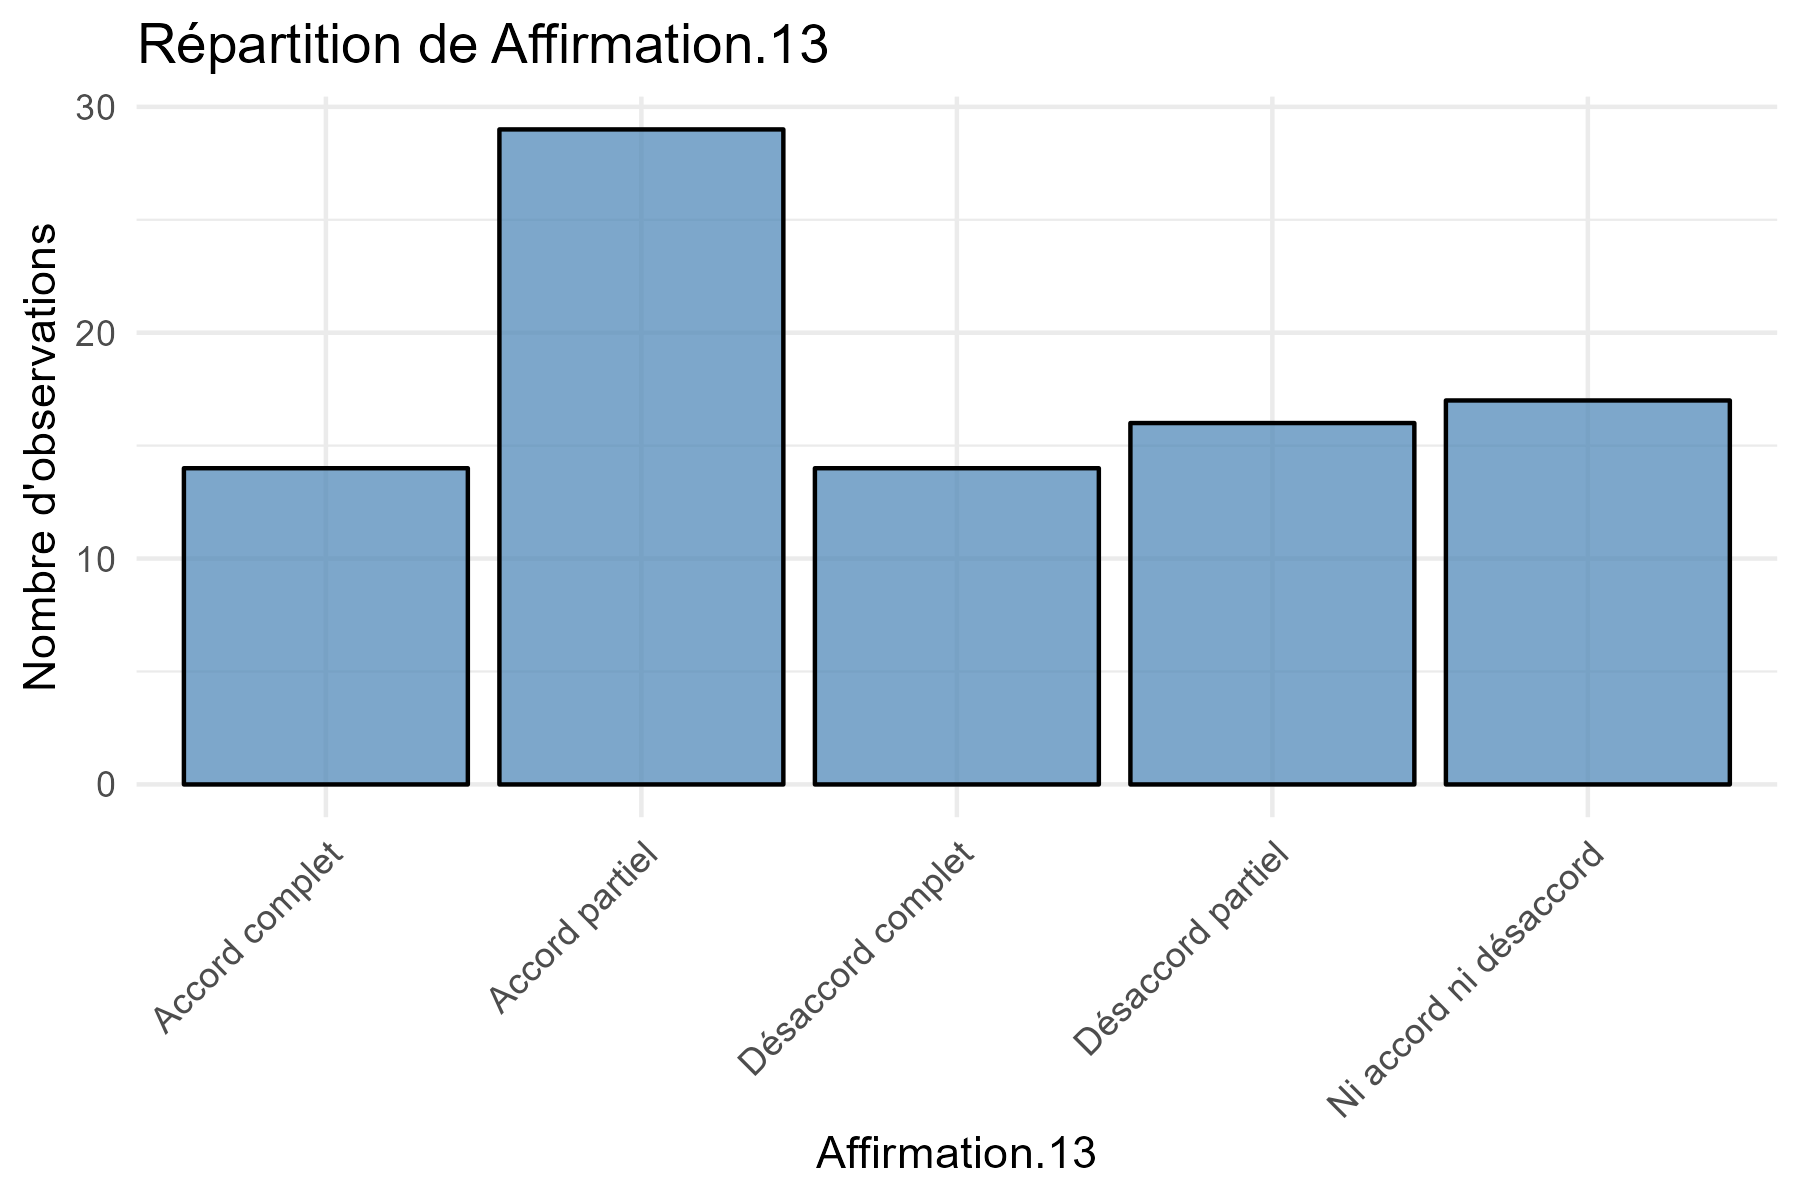 Répartition de Affirmation.13
Nombre d'observations
30
20
10
0
Accord complet
Accord partiel
Désaccord complet
Désaccord partiel
Ni accord ni désaccord
Affirmation.13